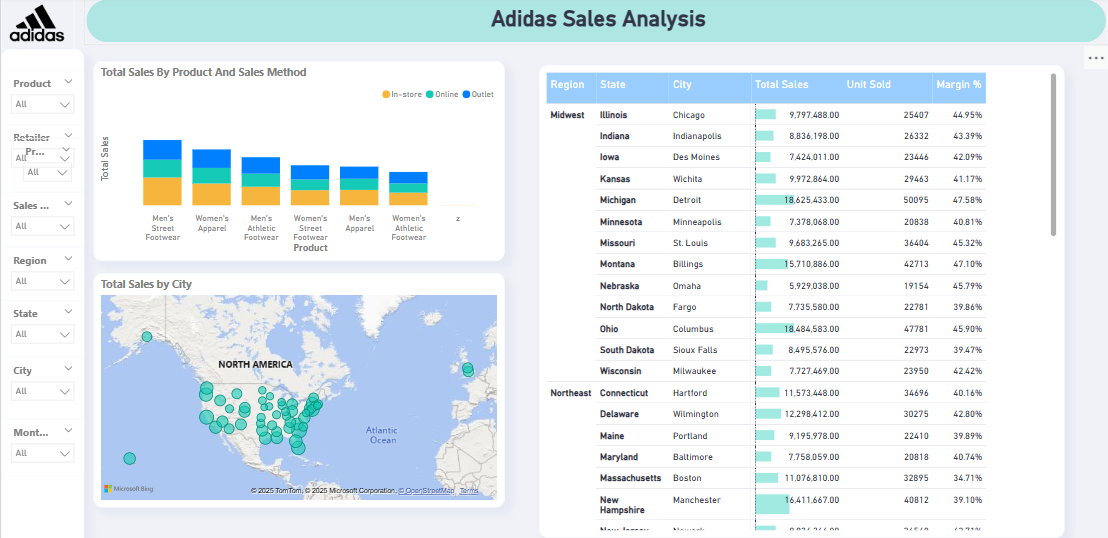 adidas
Adidas Sales Analysis
Product
All
Retailer
All
Pr...
All
Sales ...
All
Region
All
State
All
City
All
Mont...
All
Total Sales By Product And Sales Method
In-store Online Outlet
Total Sales
Men's Street Footwear
Women's Apparel
Men's Athletic Footwear
Women's Street Footwear
Men's Apparel
Women's Athletic Footwear
z
Product
Total Sales by City
NORTH AMERICA
Atlantic
Ocean
Microsoft Bing
© 2025 TomTom, © 2025 Microsoft Corporation, © OpenStreetMap Terms
Region State City Total Sales Unit Sold Margin %
Midwest Illinois Chicago 9,797,488.00 25407 44.95%
Indiana Indianapolis 8,836,198.00 26332 43.39%
Iowa Des Moines 7,424,011.00 23446 42.09%
Kansas Wichita 9,972,864.00 29463 41.17%
Michigan Detroit 18,625,433.00 50095 47.58%
Minnesota Minneapolis 7,378,068.00 20838 40.81%
Missouri St. Louis 9,683,265.00 36404 45.32%
Montana Billings 15,710,886.00 42713 47.10%
Nebraska Omaha 5,929,038.00 19154 45.79%
North Dakota Fargo 7,735,580.00 22781 39.86%
Ohio Columbus 18,484,583.00 47781 45.90%
South Dakota Sioux Falls 8,495,576.00 22973 39.47%
Wisconsin Milwaukee 7,727,469.00 23950 42.42%
Northeast Connecticut Hartford 11,573,448.00 34696 40.16%
Delaware Wilmington 12,298,412.00 30275 42.80%
Maine Portland 9,195,978.00 22410 39.89%
Maryland Baltimore 7,758,059.00 20818 40.74%
Massachusetts Boston 11,076,810.00 32895 34.71%
New Hampshire Manchester 16,411,667.00 40812 39.10%